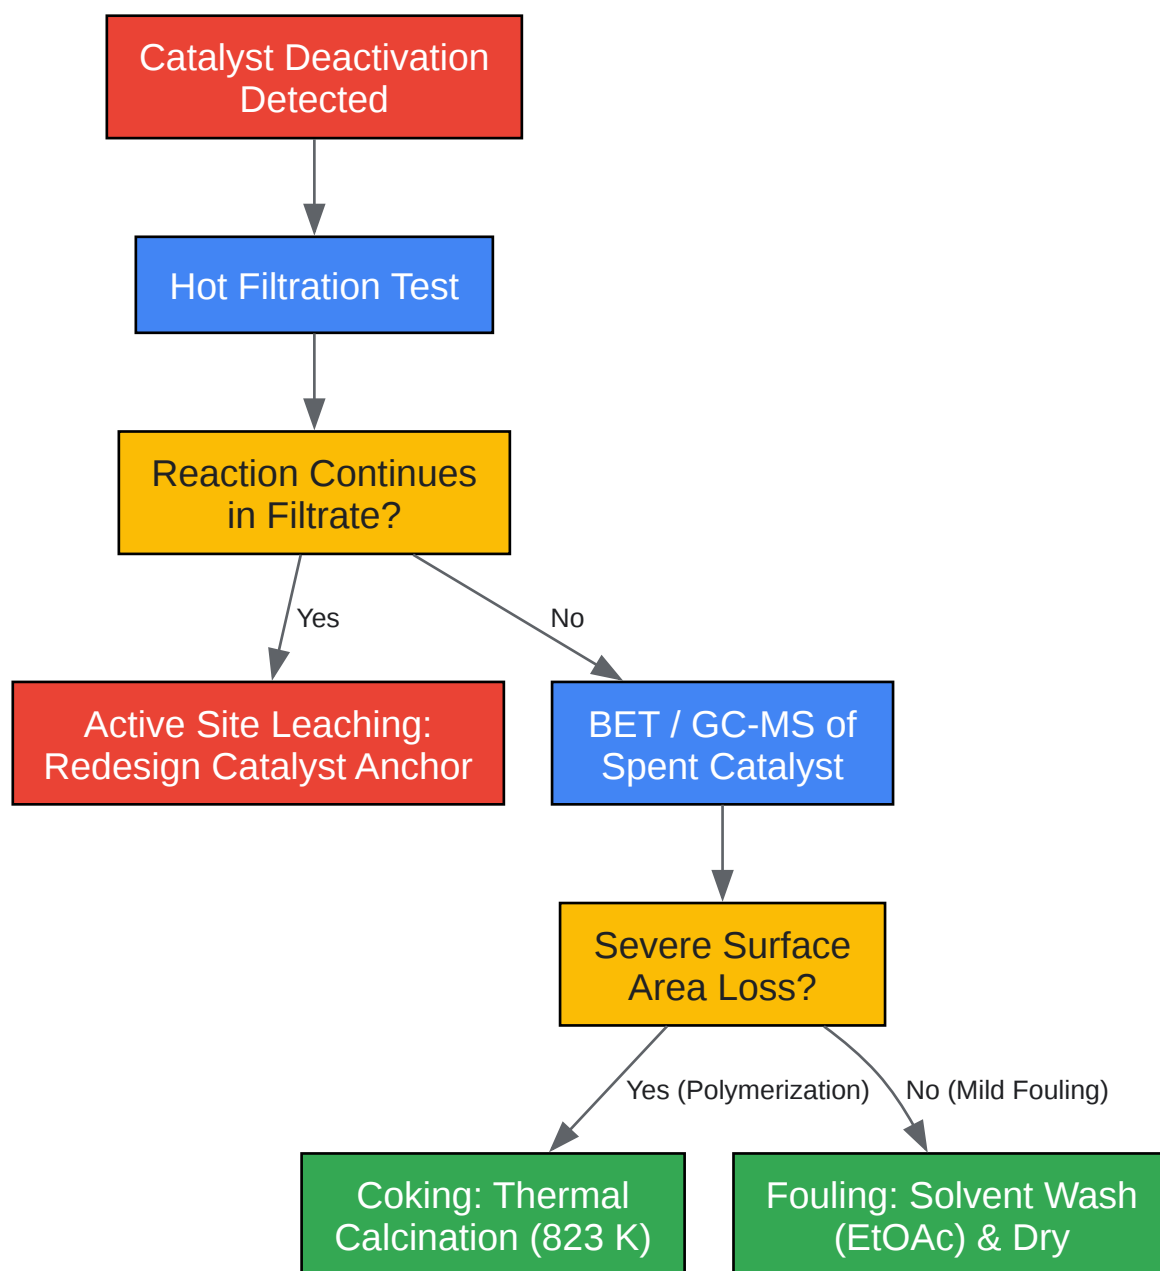 Catalyst Deactivation
Detected
Hot Filtration Test
Reaction Continues
in Filtrate?
Yes
No
Active Site Leaching:
Redesign Catalyst Anchor
BET / GC-MS of
Spent Catalyst
Severe Surface
Area Loss?
Yes (Polymerization)
No (Mild Fouling)
Coking: Thermal
Calcination (823 K)
Fouling: Solvent Wash
(EtOAc) & Dry